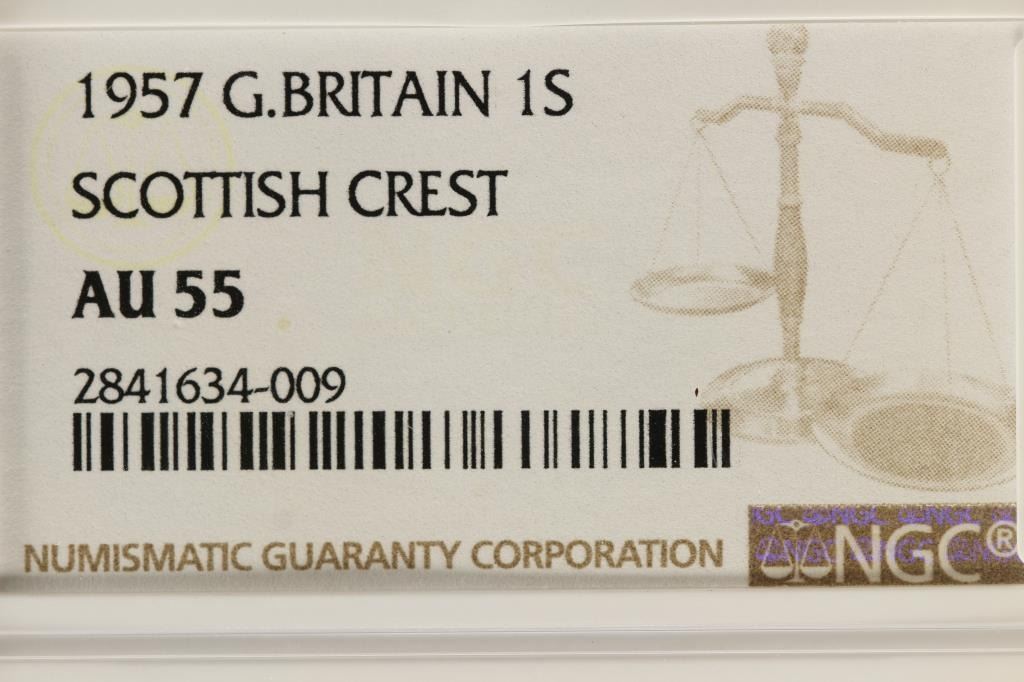 1957 G.BRITAIN 1S
SCOTTISH CREST
AU 55
2841634-009
NUMISMATIC GUARANTY CORPORATION
NGC®